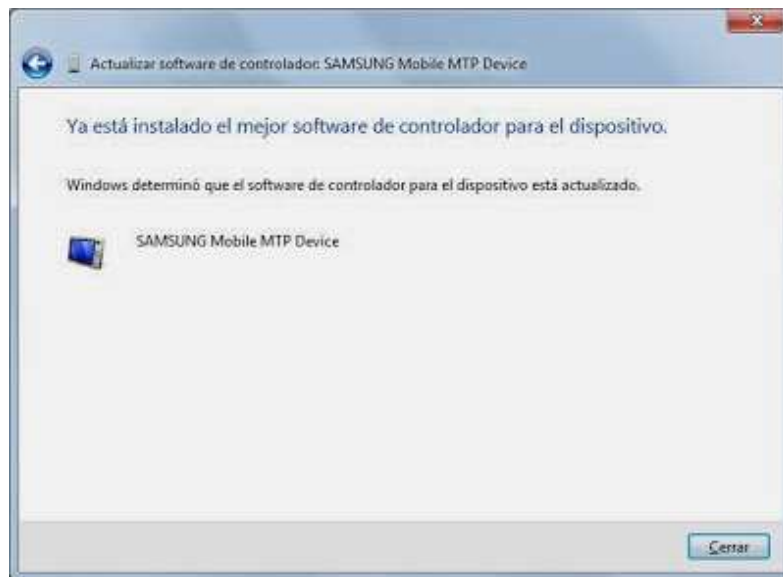 Actualizar software de controlador: SAMSUNG Mobile MTP Device
Ya está instalado el mejor software de controlador para el dispositivo.
Windows determinó que el software de controlador para el dispositivo está actualizado.
SAMSUNG Mobile MTP Device
Cerrar